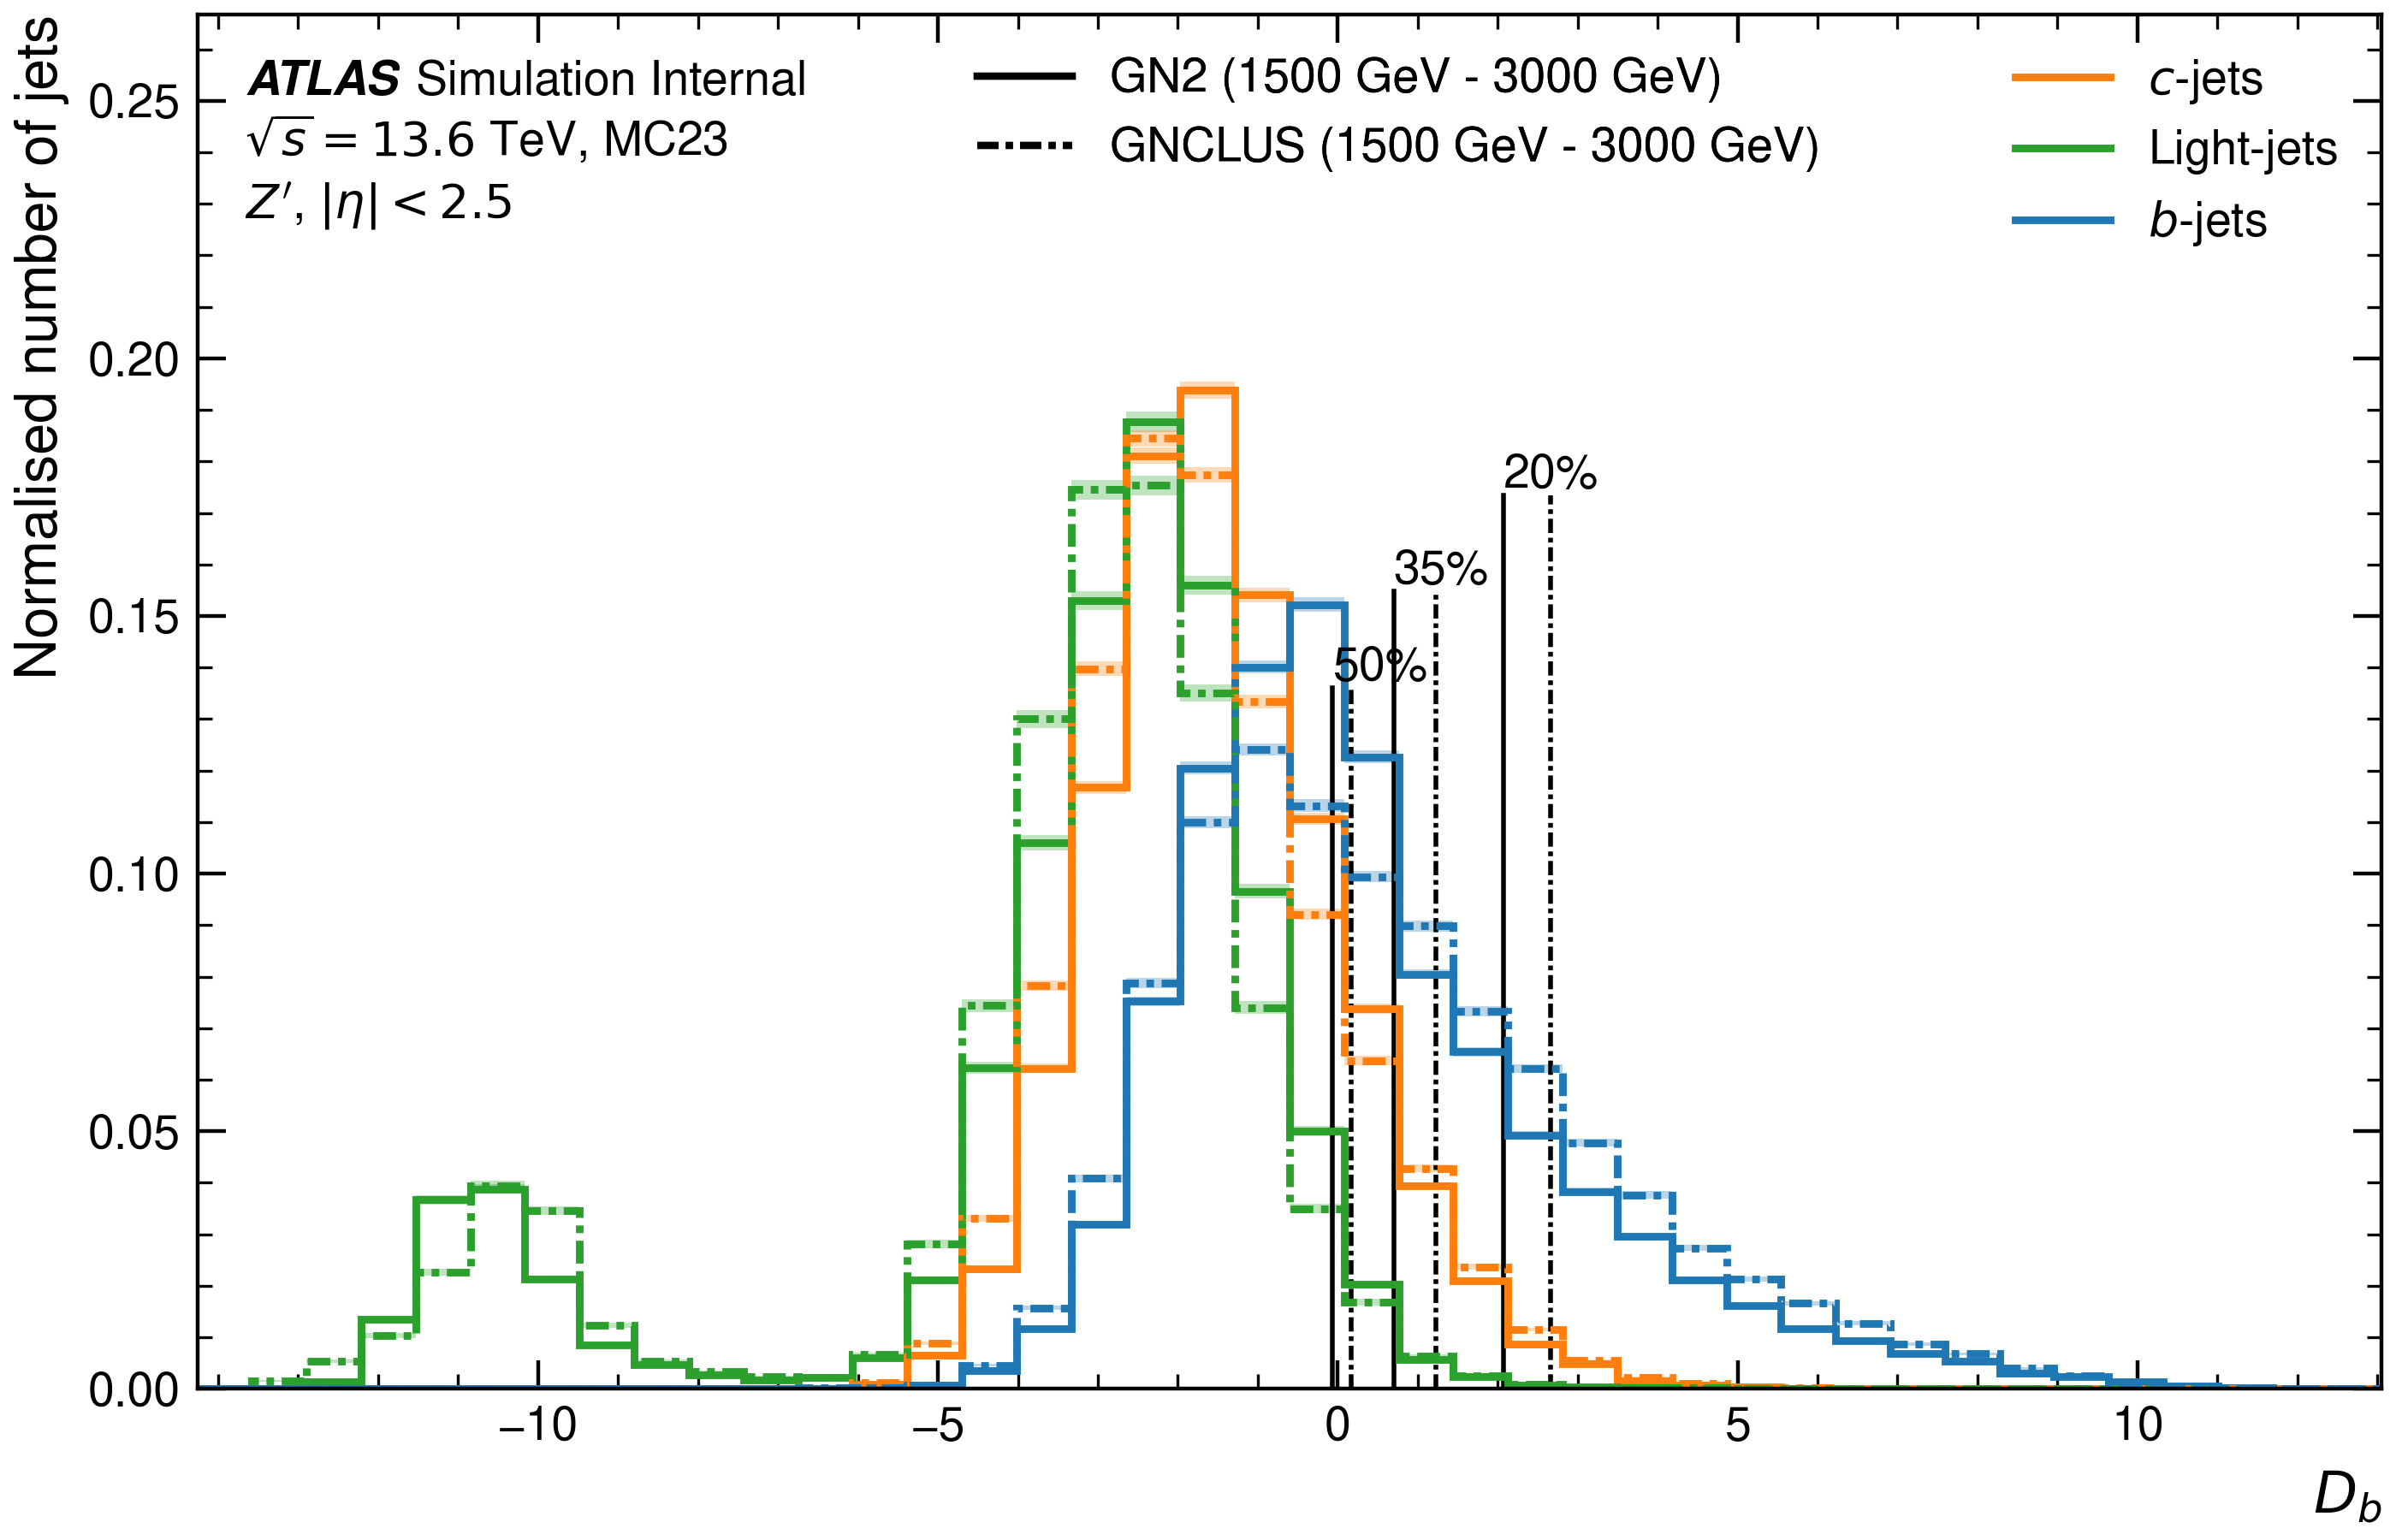 Normalised number of jets
0.25
0.20
0.15
0.10
0.05
0.00
ATLAS Simulation Internal
√s = 13.6 TeV, MC23
Z′, |η| < 2.5
GN2 (1500 GeV - 3000 GeV)
GNCLUS (1500 GeV - 3000 GeV)
c-jets
Light-jets
b-jets
20%
35%
50%
−10 −5 0 5 10
D_b